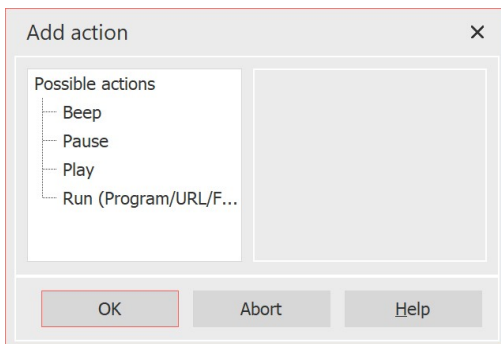 Add action
Possible actions
Beep
Pause
Play
Run (Program/URL/F...
OK
Abort
Help